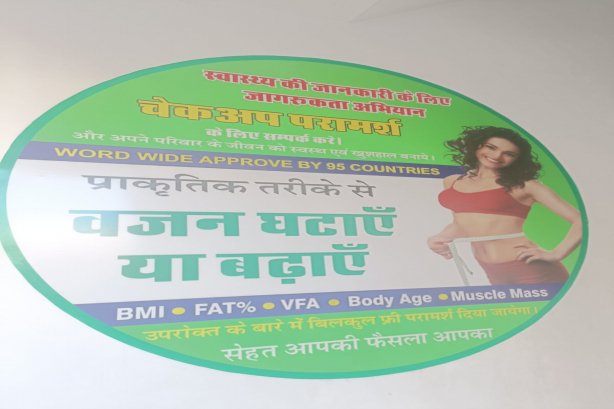 स्वास्थ्य की जानकारी के लिए
जागरूकता अभियान
चेकअप परामर्श
के लिए सम्पर्क करें।
और अपने परिवार के जीवन को स्वस्थ एवं खुशहाल बनाये।
WORD WIDE APPROVE BY 95 COUNTRIES
प्राकृतिक तरीके से
वजन घटाएँ
या बढ़ाएँ
BMI • FAT% • VFA • Body Age • Muscle Mass
उपरोक्त के बारे में बिलकुल फ्री परामर्श दिया जायेगा।
सेहत आपकी फैसला आपका